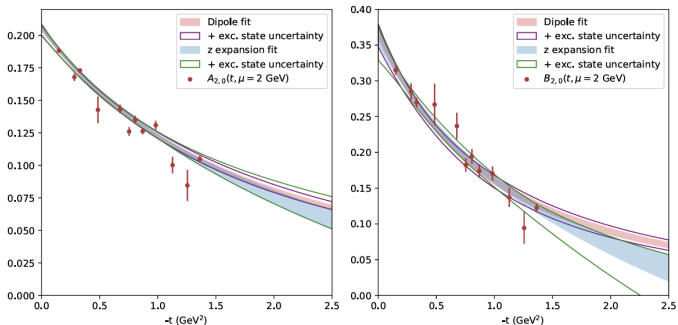 0.200
0.175
0.150
0.125
0.100
0.075
0.050
0.025
0.000
0.0 0.5 1.0 1.5 2.0 2.5
-t (GeV²)
Dipole fit
+ exc. state uncertainty
z expansion fit
+ exc. state uncertainty
A₂,₀(t, μ = 2 GeV)
0.40
0.35
0.30
0.25
0.20
0.15
0.10
0.05
0.00
0.0 0.5 1.0 1.5 2.0 2.5
-t (GeV²)
Dipole fit
+ exc. state uncertainty
z expansion fit
+ exc. state uncertainty
B₂,₀(t, μ = 2 GeV)